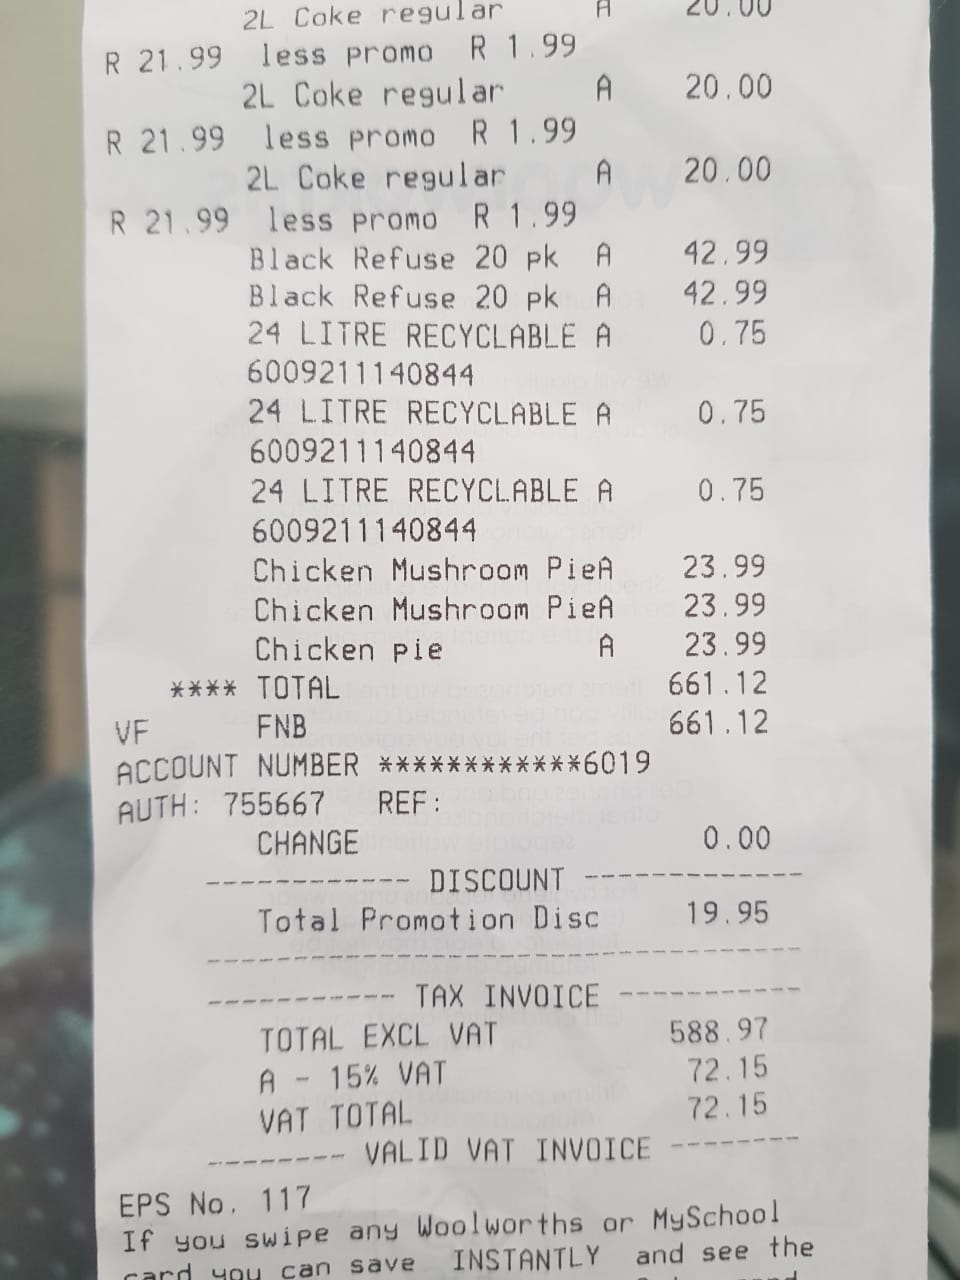 2L Coke regular A 20.00
R 21.99 less promo R 1.99
2L Coke regular A 20.00
R 21.99 less promo R 1.99
2L Coke regular A 20.00
R 21.99 less promo R 1.99
Black Refuse 20 pk A 42.99
Black Refuse 20 pk A 42.99
24 LITRE RECYCLABLE A 0.75
6009211140844
24 LITRE RECYCLABLE A 0.75
6009211140844
24 LITRE RECYCLABLE A 0.75
6009211140844
Chicken Mushroom PieA 23.99
Chicken Mushroom PieA 23.99
Chicken pie A 23.99
**** TOTAL 661.12
VF FNB 661.12
ACCOUNT NUMBER ************6019
AUTH: 755667 REF:
CHANGE 0.00
------------ DISCOUNT -------------
Total Promotion Disc 19.95
-----------------------------------
----------- TAX INVOICE -----------
TOTAL EXCL VAT 588.97
A - 15% VAT 72.15
VAT TOTAL 72.15
-------- VALID VAT INVOICE --------
EPS No. 117
If you swipe any Woolworths or MySchool
card you can save INSTANTLY and see the